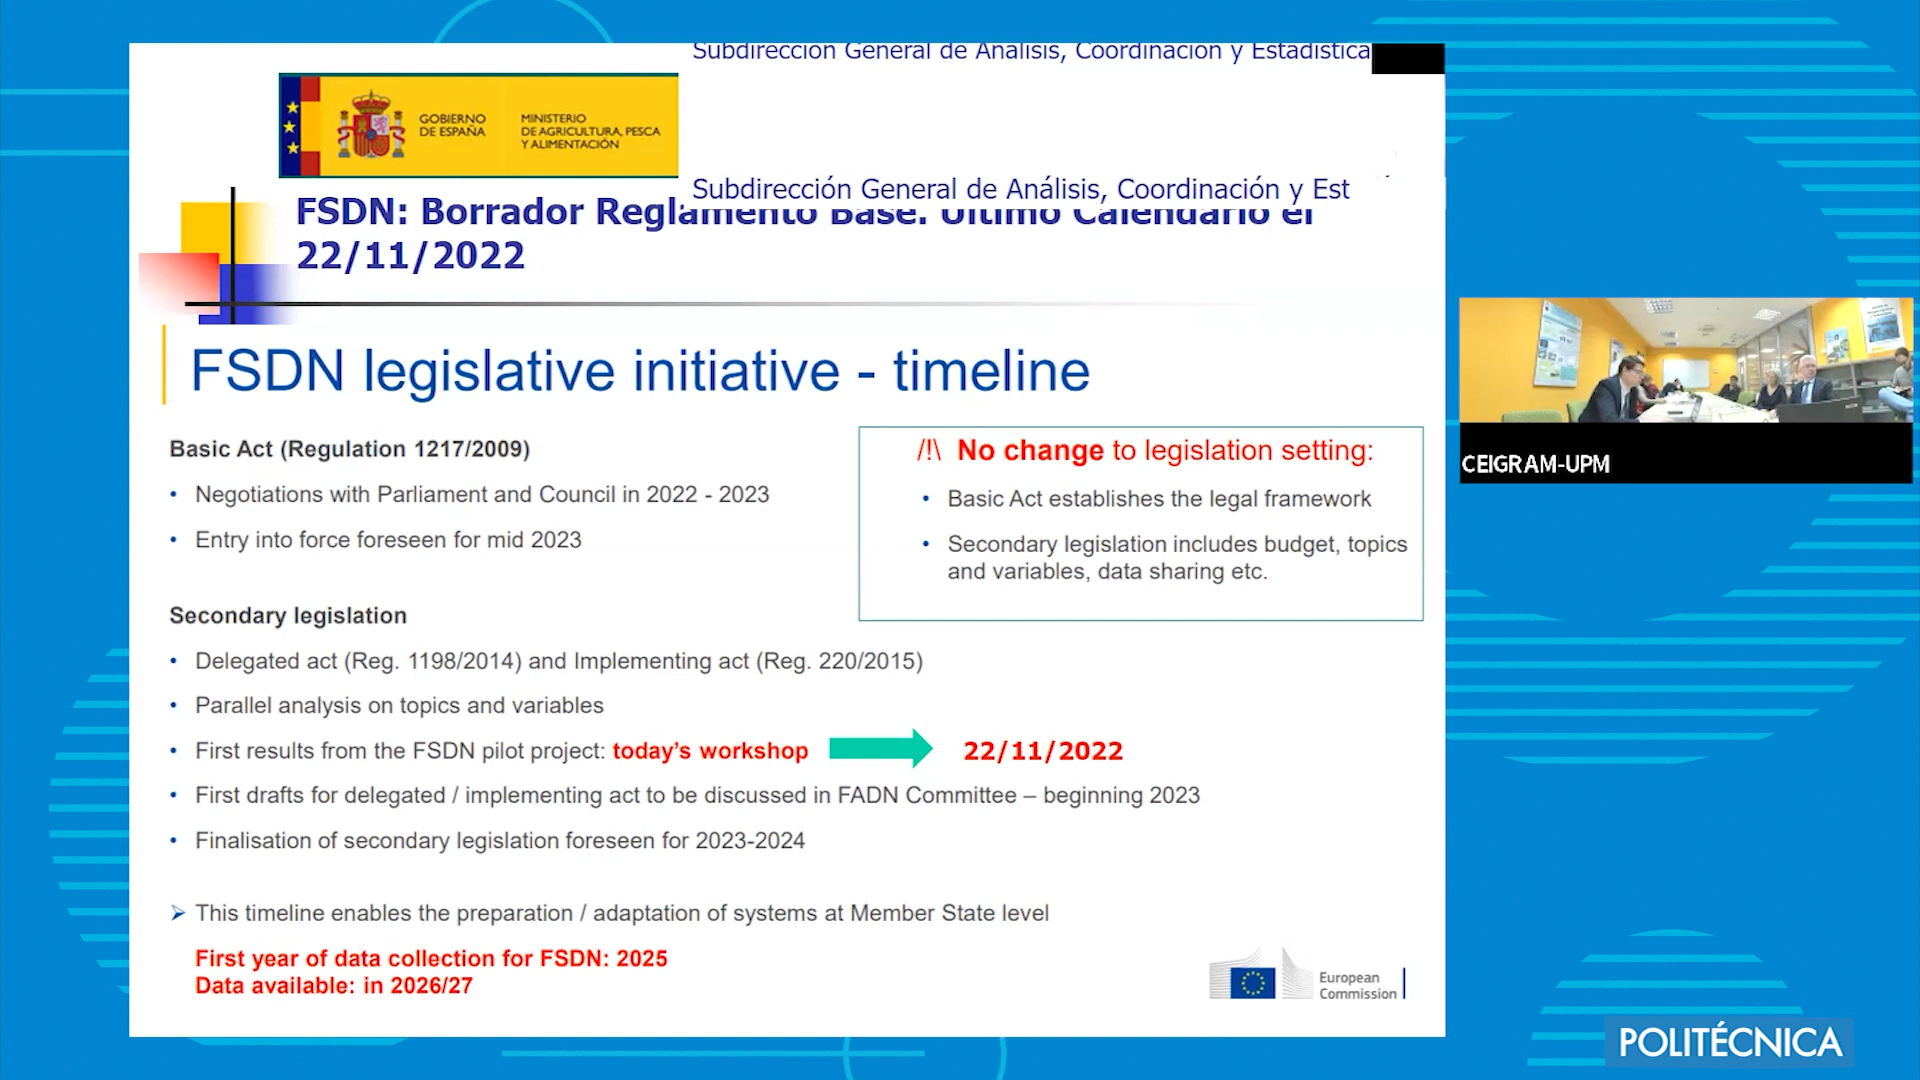 Subdirección General de Análisis, Coordinación y Estadística
GOBIERNO
DE ESPAÑA
MINISTERIO
DE AGRICULTURA, PESCA
Y ALIMENTACIÓN
Subdirección General de Análisis, Coordinación y Est
FSDN: Borrador Reglamento Base. Último Calendario el
22/11/2022
FSDN legislative initiative - timeline
Basic Act (Regulation 1217/2009)
• Negotiations with Parliament and Council in 2022 - 2023
• Entry into force foreseen for mid 2023
/!\ No change to legislation setting:
• Basic Act establishes the legal framework
• Secondary legislation includes budget, topics
and variables, data sharing etc.
Secondary legislation
• Delegated act (Reg. 1198/2014) and Implementing act (Reg. 220/2015)
• Parallel analysis on topics and variables
• First results from the FSDN pilot project: today's workshop 22/11/2022
• First drafts for delegated / implementing act to be discussed in FADN Committee – beginning 2023
• Finalisation of secondary legislation foreseen for 2023-2024
➢ This timeline enables the preparation / adaptation of systems at Member State level
First year of data collection for FSDN: 2025
Data available: in 2026/27
European
Commission
CEIGRAM-UPM
POLITÉCNICA